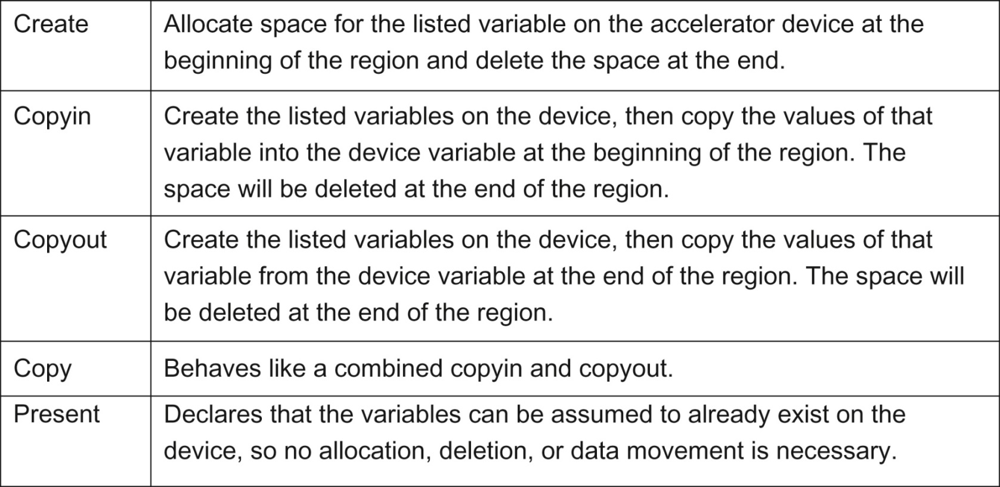 Create
Allocate space for the listed variable on the accelerator device at the
beginning of the region and delete the space at the end.
Copyin
Create the listed variables on the device, then copy the values of that
variable into the device variable at the beginning of the region. The
space will be deleted at the end of the region.
Copyout
Create the listed variables on the device, then copy the values of that
variable from the device variable at the end of the region. The space will
be deleted at the end of the region.
Copy
Behaves like a combined copyin and copyout.
Present
Declares that the variables can be assumed to already exist on the
device, so no allocation, deletion, or data movement is necessary.